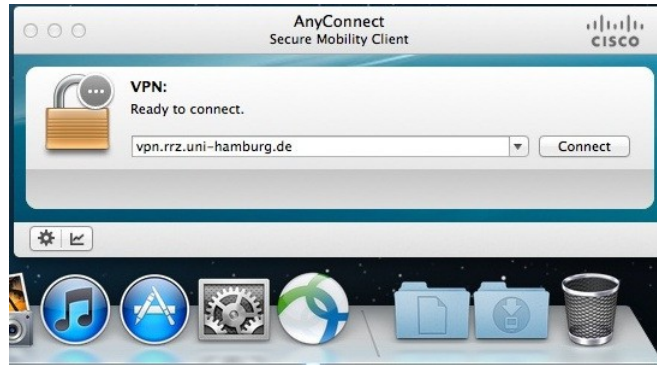 AnyConnect
Secure Mobility Client
CISCO
VPN:
Ready to connect.
vpn.rrz.uni-hamburg.de
Connect